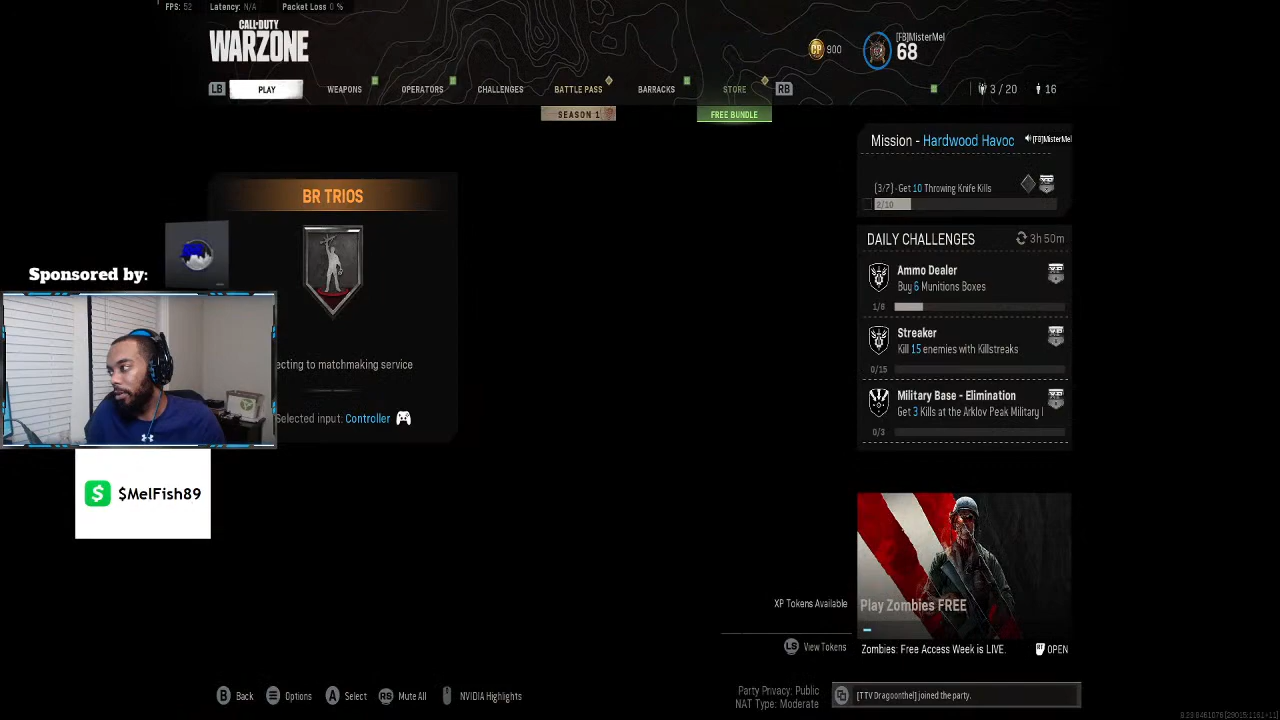 FPS: 52 Latency: N/A Packet Loss 0 %
CALL OF DUTY
WARZONE
CP 900
[FB]MisterMel
68
LB PLAY WEAPONS OPERATORS CHALLENGES BATTLE PASS BARRACKS STORE RB
3 / 20 16
SEASON 1
FREE BUNDLE
Mission - Hardwood Havoc
[FB]MisterMel
[3/7] - Get 10 Throwing Knife Kills
2/10
BR TRIOS
DAILY CHALLENGES 3h 50m
Ammo Dealer
Buy 6 Munitions Boxes
1/6
Streaker
Kill 15 enemies with Killstreaks
0/15
Military Base - Elimination
Get 3 Kills at the Arklov Peak Military
0/3
Sponsored by:
ecting to matchmaking service
Selected input: Controller
$MelFish89
Play Zombies FREE
Zombies: Free Access Week is LIVE.
OPEN
XP Tokens Available
LS View Tokens
B Back Options A Select RS Mute All NVIDIA Highlights
Party Privacy: Public
NAT Type: Moderate
[TTV Dragoonthel] joined the party.